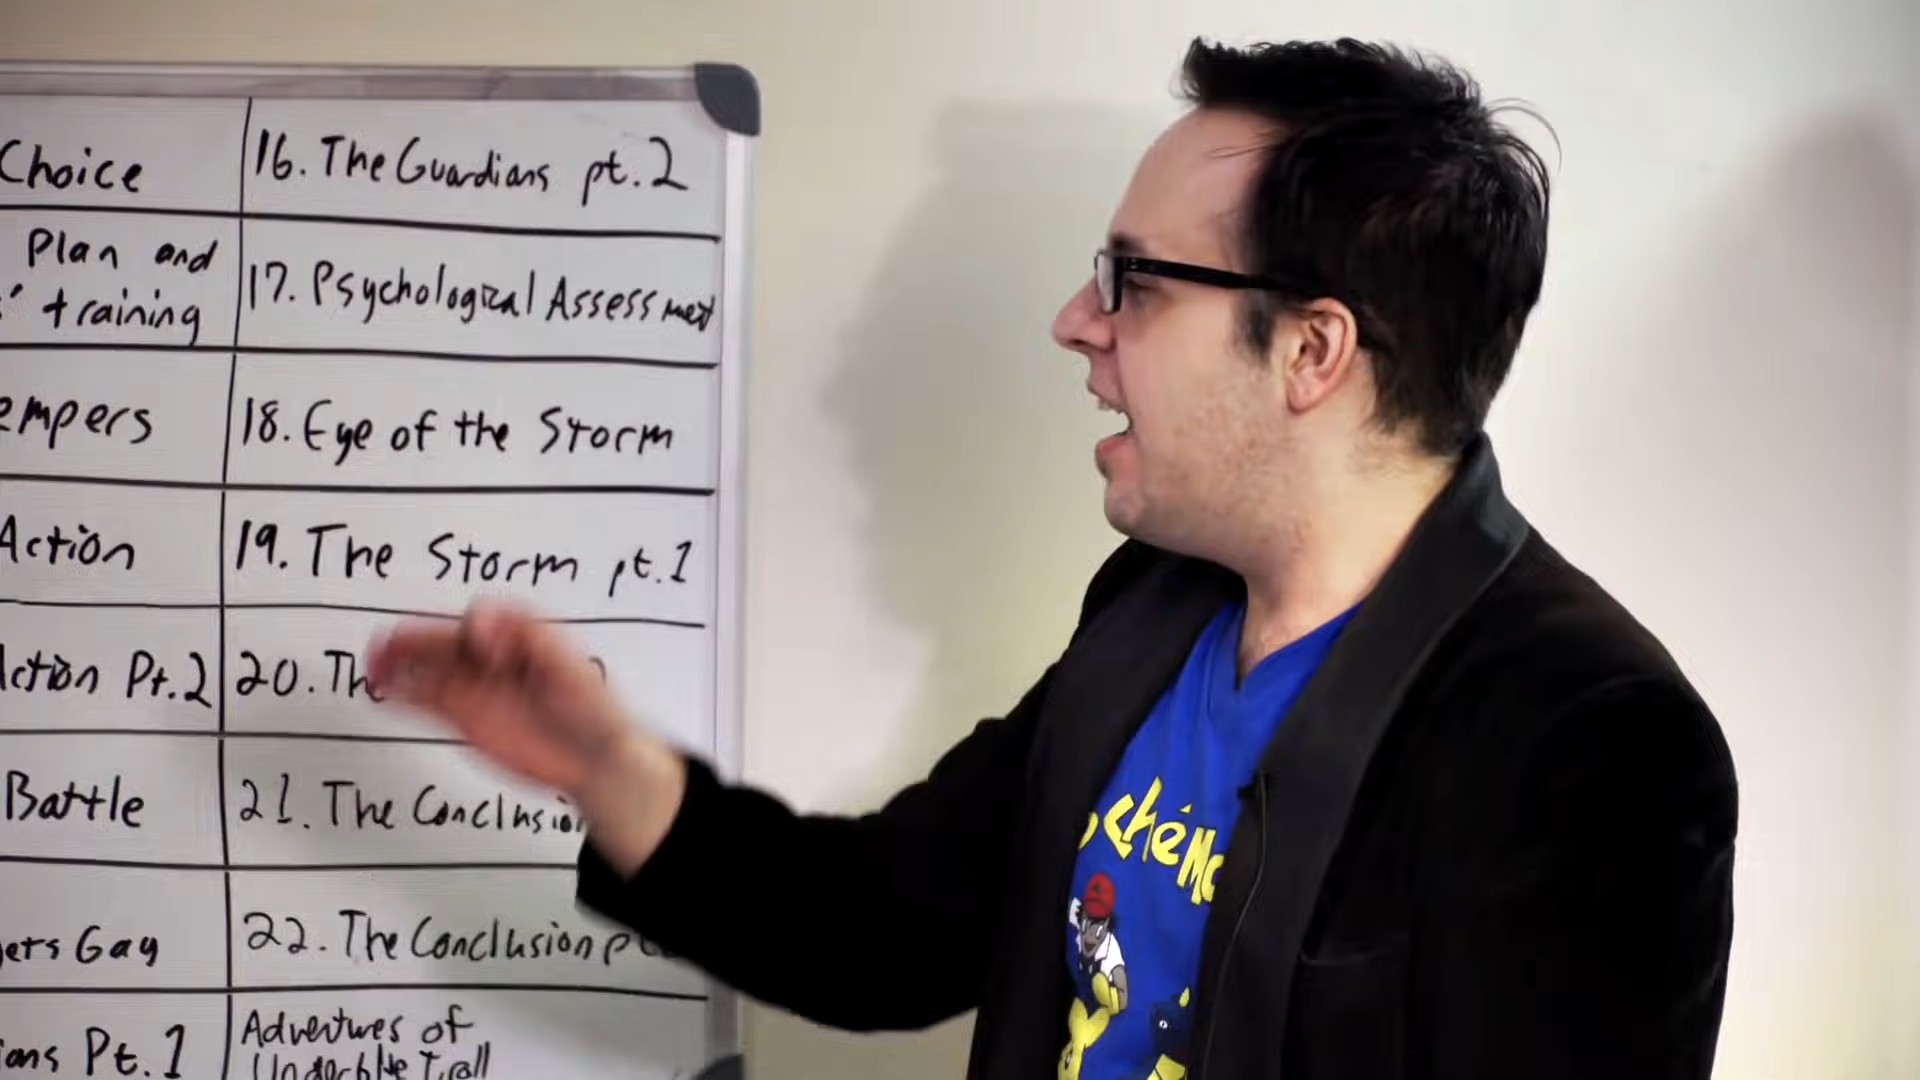 Choice
Plan and
training
Action
Action Pt.2
Battle
Gay
Pt.1
16. The Guardians pt.2
17. Psychological Assessment
18. Eye of the Storm
19. The Storm pt.1
20. The
21. The Conclusion
22. The Conclusion
Adventures of